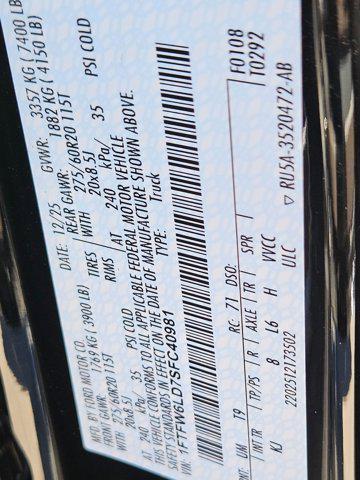 MFD. BY FORD MOTOR CO.
12/25 GVWR: 3357 KG ( 7400 LB)
FRONT GAWR: 1769 KG ( 3900 LB) REAR GAWR: 1882 KG ( 4150 LB)
275/60R20 115T TIRES WITH 275/60R20 115T
20x8.5J RIMS 20x8.5J
AT 240 kPa/ 35 PSI COLD AT 240 kPa/ 35 PSI COLD
THIS VEHICLE CONFORMS TO ALL APPLICABLE FEDERAL MOTOR VEHICLE
SAFETY STANDARDS IN EFFECT ON THE DATE OF MANUFACTURE SHOWN ABOVE.
VIN: 1FTFW6LD7SFC40981 TYPE: Truck
F0108
T0292
EXT PNT: UM T9 RC: 71 DSO:
INT TR TP/PS R AXLE TR SPR
KJ 8 L6 H VVCC
2202512173502 ULC
▽ RU5A-3520472-AB